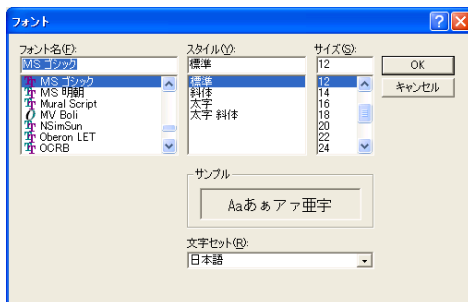 フォント
フォント名(F):
MS ゴシック
MS ゴシック
MS 明朝
Mural Script
MV Boli
NSimSun
Oberon LET
OCRB
スタイル(Y):
標準
標準
斜体
太字
太字 斜体
サイズ(S):
12
12
14
16
18
20
22
24
OK
キャンセル
サンプル
Aaあぁアァ亜宇
文字セット(R):
日本語